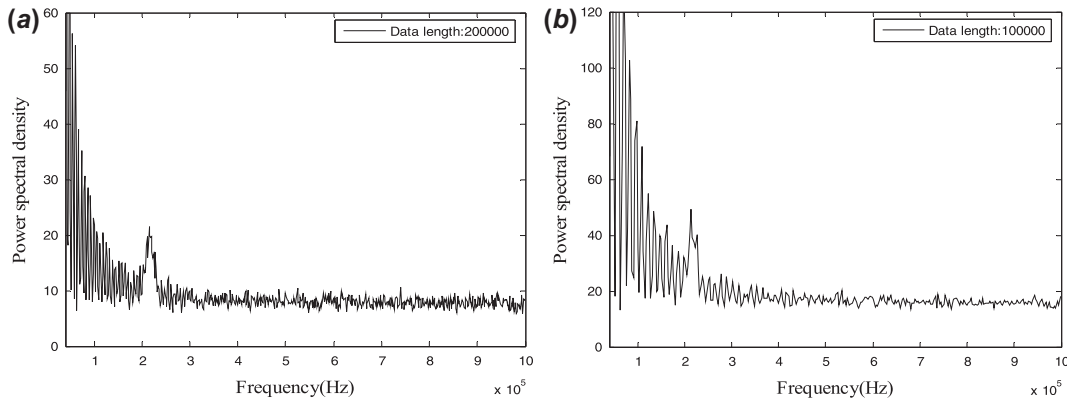 (a)
Data length:200000
Power spectral density
60
50
40
30
20
10
0
1 2 3 4 5 6 7 8 9 10
x 10^5
Frequency(Hz)
(b)
Data length:100000
Power spectral density
120
100
80
60
40
20
0
1 2 3 4 5 6 7 8 9 10
x 10^5
Frequency(Hz)